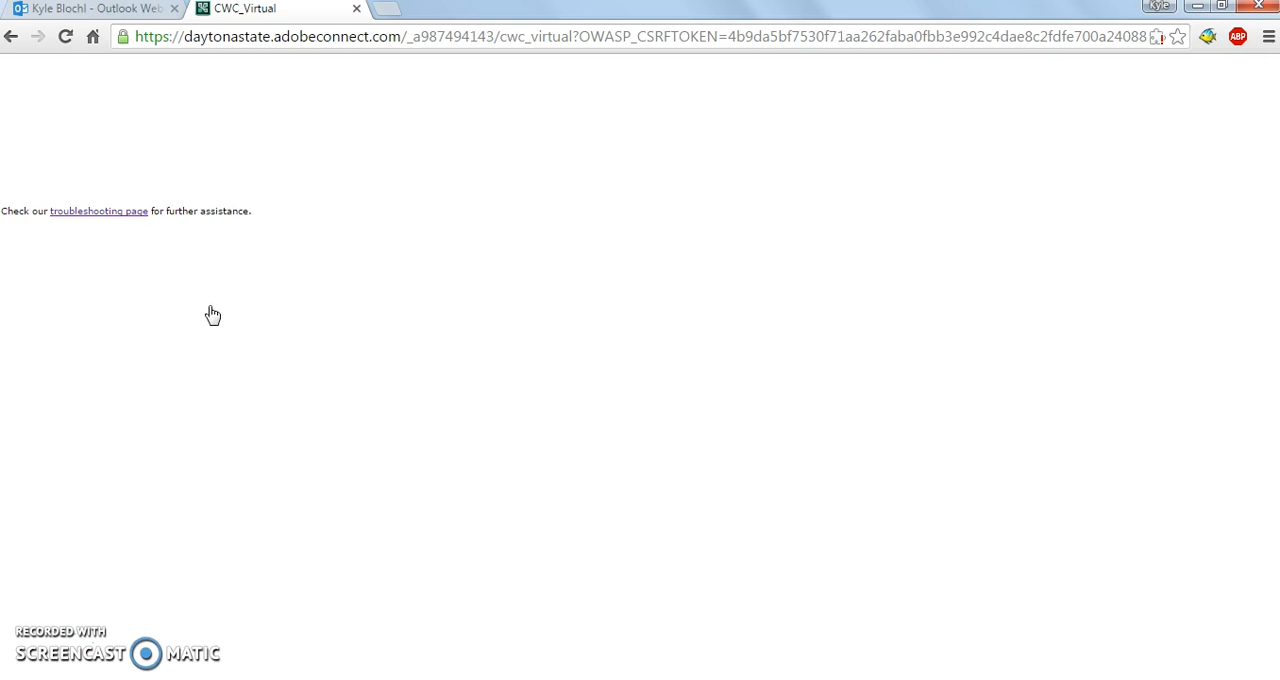 Kyle Blochl - Outlook Web
CWC_Virtual
Kyle
https://daytonastate.adobeconnect.com/_a987494143/cwc_virtual?OWASP_CSRFTOKEN=4b9da5bf7530f71aa262faba0fbb3e992c4dae8c2fdfe700a24088
ABP
Check our troubleshooting page for further assistance.
RECORDED WITH
SCREENCAST MATIC